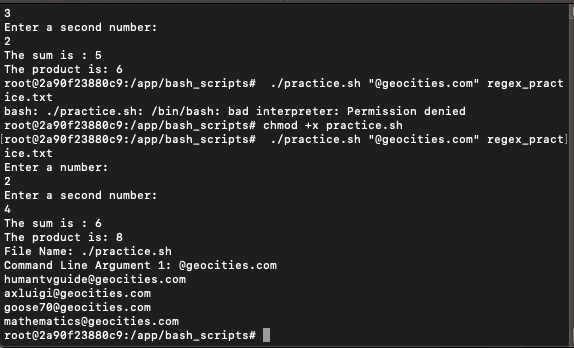 3
Enter a second number:
2
The sum is : 5
The product is: 6
root@2a90f23880c9:/app/bash_scripts#  ./practice.sh "@geocities.com" regex_pract
ice.txt
bash: ./practice.sh: /bin/bash: bad interpreter: Permission denied
root@2a90f23880c9:/app/bash_scripts# chmod +x practice.sh
[root@2a90f23880c9:/app/bash_scripts#  ./practice.sh "@geocities.com" regex_pract]
ice.txt
Enter a number:
2
Enter a second number:
4
The sum is : 6
The product is: 8
File Name: ./practice.sh
Command Line Argument 1: @geocities.com
humantvguide@geocities.com
axluigi@geocities.com
goose70@geocities.com
mathematics@geocities.com
root@2a90f23880c9:/app/bash_scripts#